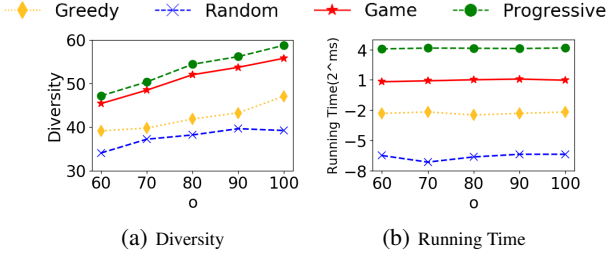 Greedy Random Game Progressive
60
50
40
30
Diversity
60 70 80 90 100
o
(a) Diversity
4
1
−2
−5
−8
Running Time(2^ms)
60 70 80 90 100
o
(b) Running Time